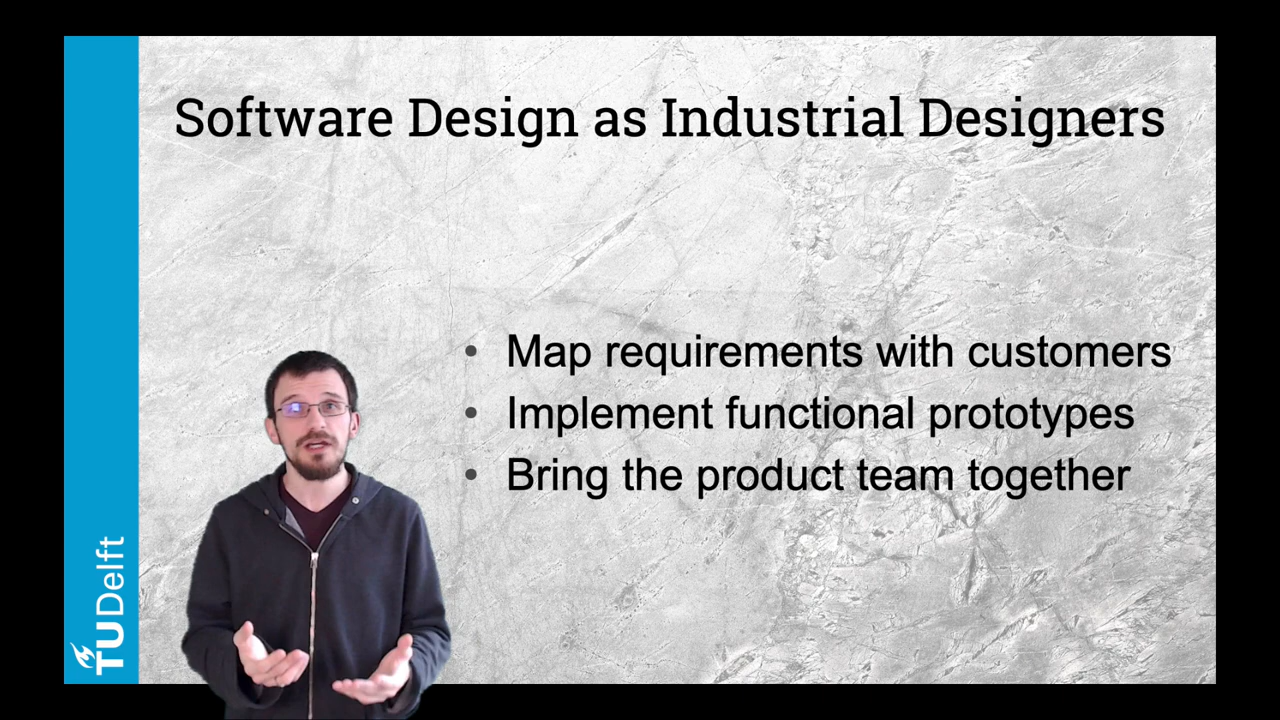 Software Design as Industrial Designers
• Map requirements with customers
• Implement functional prototypes
• Bring the product team together
TUDelft